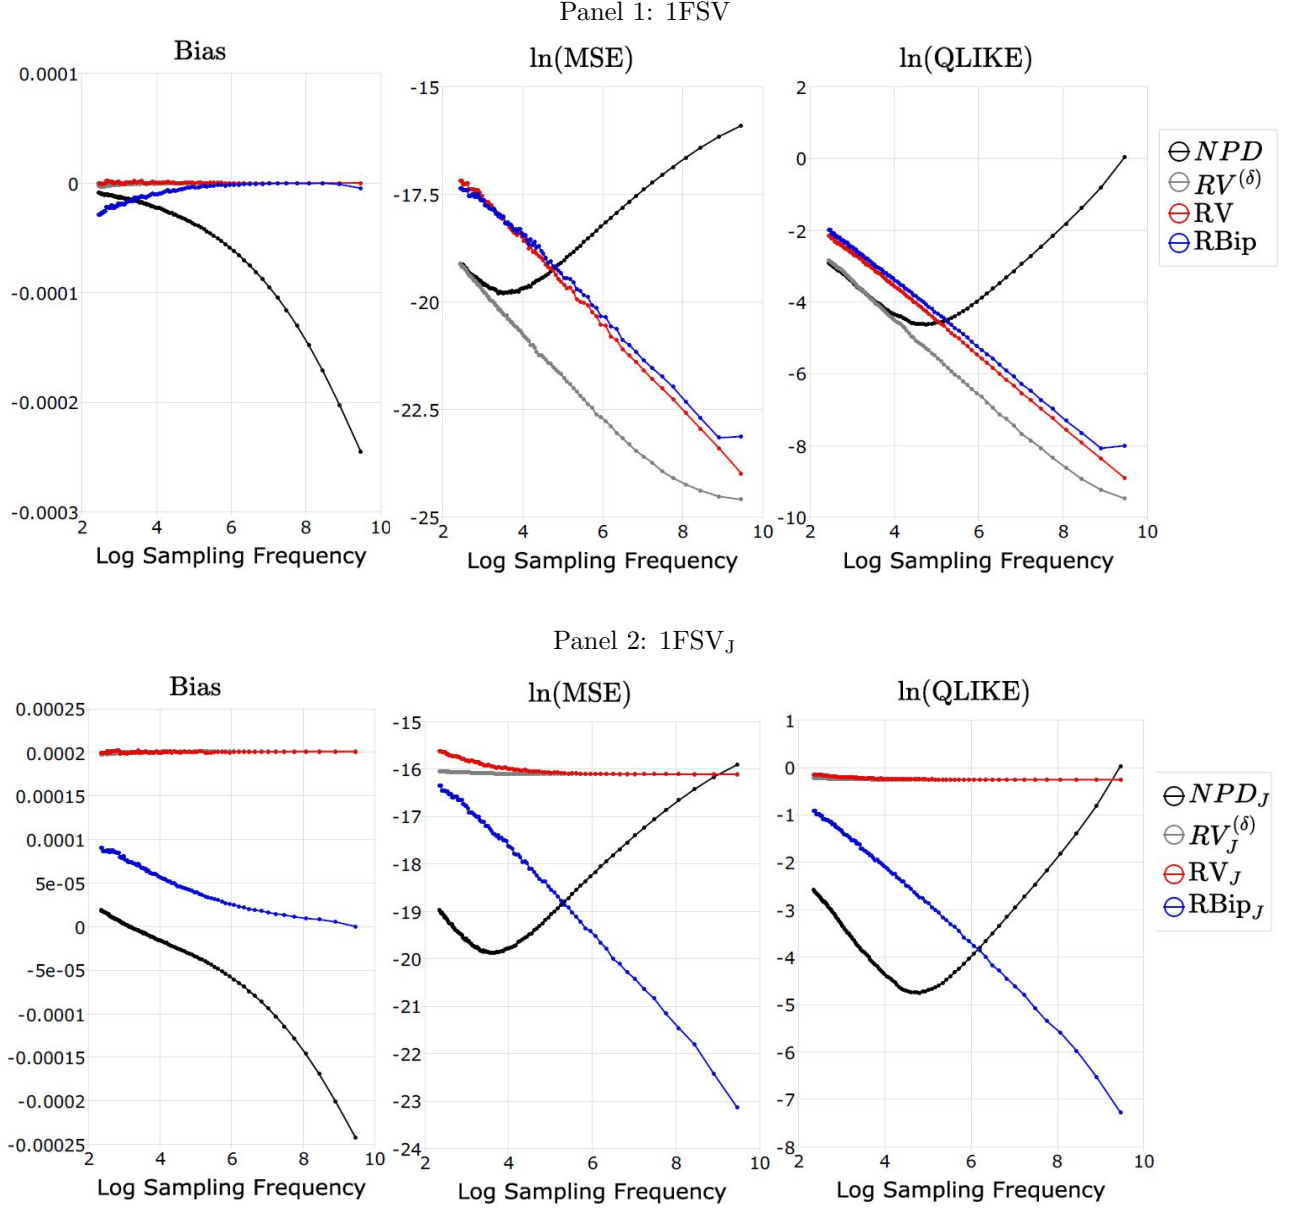 Panel 1: 1FSV
Bias
ln(MSE)
ln(QLIKE)
0.0001
0
-0.0001
-0.0002
-0.0003
2 4 6 8 10
Log Sampling Frequency
-15
-17.5
-20
-22.5
-25
2 4 6 8 10
Log Sampling Frequency
2
0
-2
-4
-6
-8
-10
2 4 6 8 10
Log Sampling Frequency
NPD
RV^(δ)
RV
RBip
Panel 2: 1FSV_J
Bias
ln(MSE)
ln(QLIKE)
0.00025
0.0002
0.00015
0.0001
5e-05
0
-5e-05
-0.0001
-0.00015
-0.0002
-0.00025
2 4 6 8 10
Log Sampling Frequency
-15
-16
-17
-18
-19
-20
-21
-22
-23
-24
2 4 6 8 10
Log Sampling Frequency
1
0
-1
-2
-3
-4
-5
-6
-7
-8
2 4 6 8 10
Log Sampling Frequency
NPD_J
RV_J^(δ)
RV_J
RBip_J